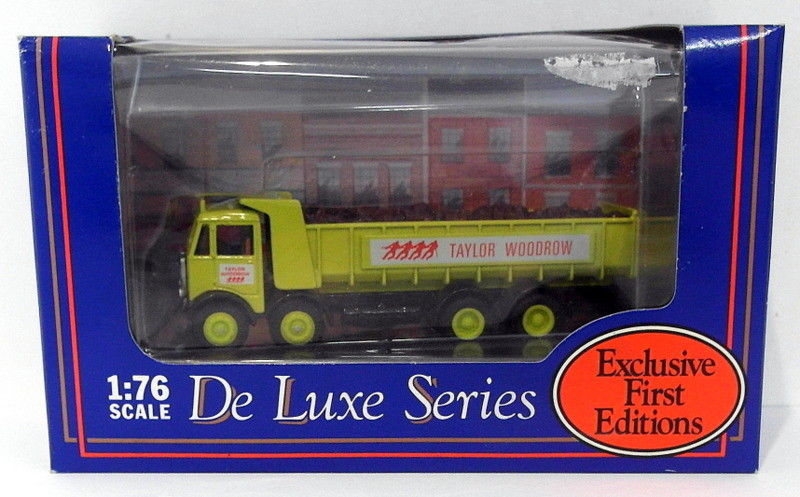 TAYLOR WOODROW
TAYLOR
WOODROW
1:76
SCALE
De Luxe Series
Exclusive
First
Editions